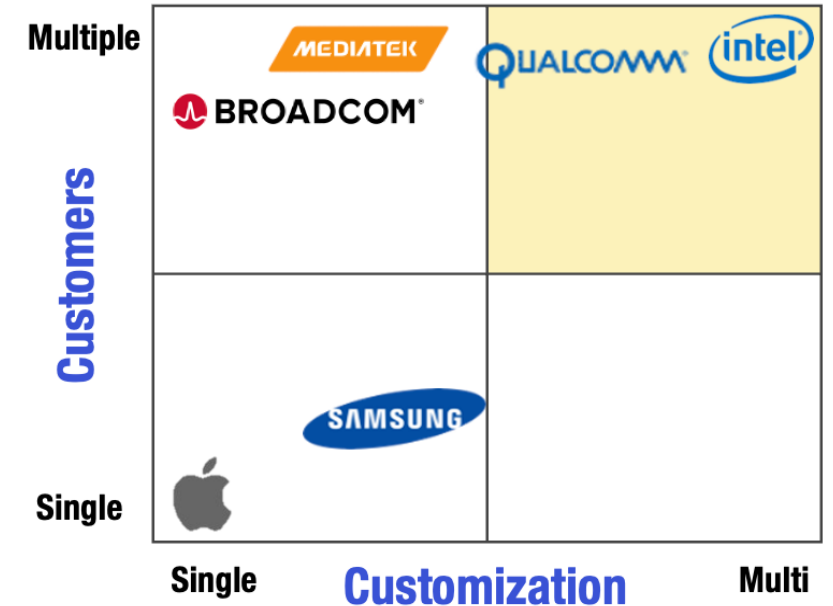 Multiple
MEDIATEK
QUALCOMM
intel
BROADCOM
Customers
SAMSUNG
Single
Single
Customization
Multi